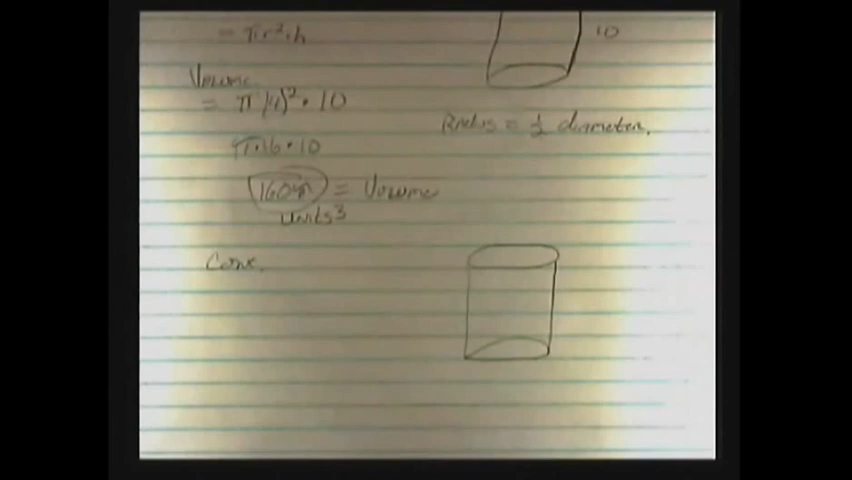 = πr²·h
10
Volume
= π(4)²·10
Radius = 1/2 diameter.
π·16·10
160π = Volume
units³
Cone.